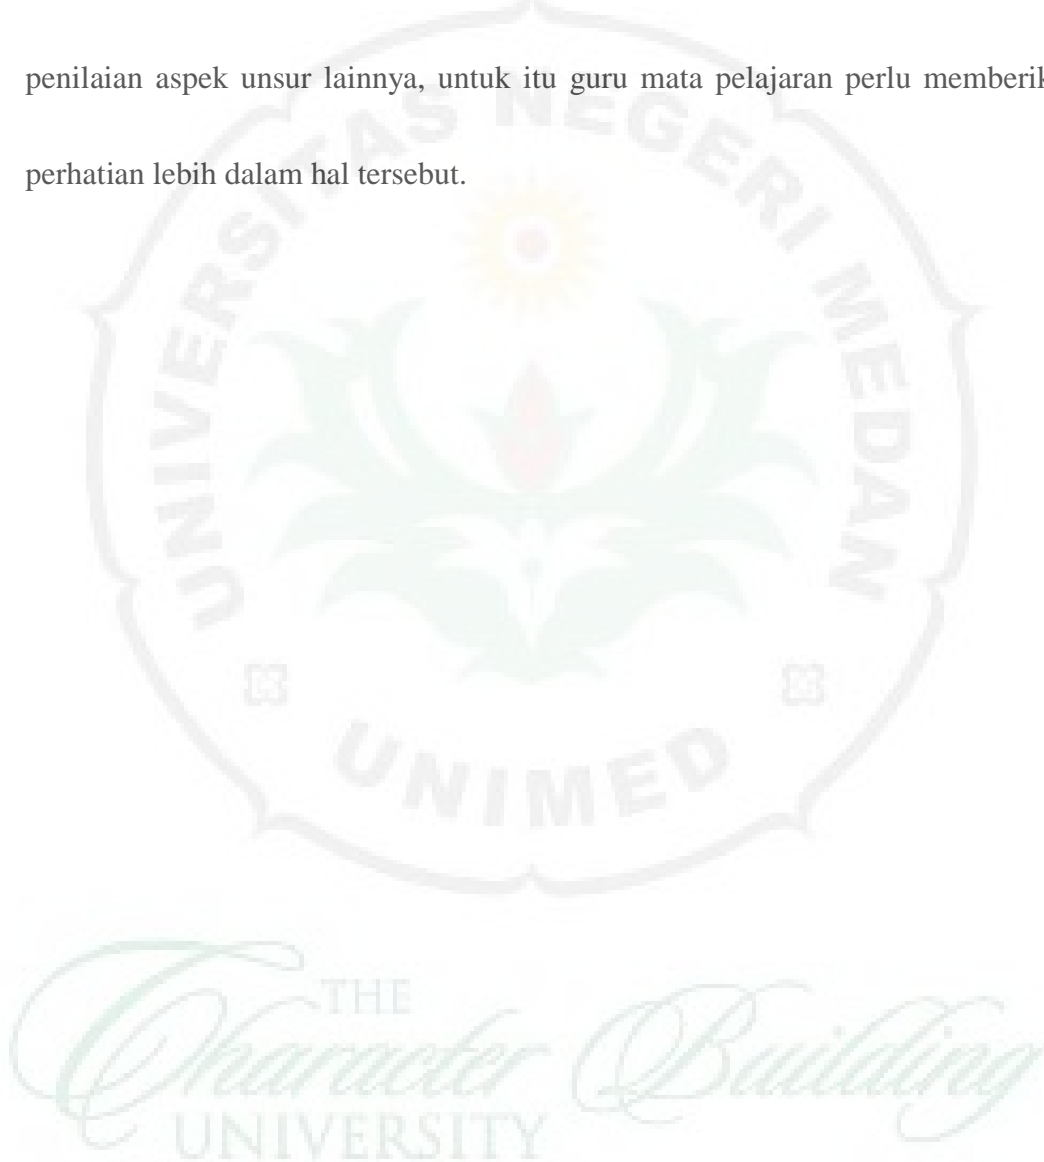 penilaian aspek unsur lainnya, untuk itu guru mata pelajaran perlu memberik
perhatian lebih dalam hal tersebut.
UNIVERSITAS NEGERI MEDAN
UNIMED
THE
Character Building
UNIVERSITY